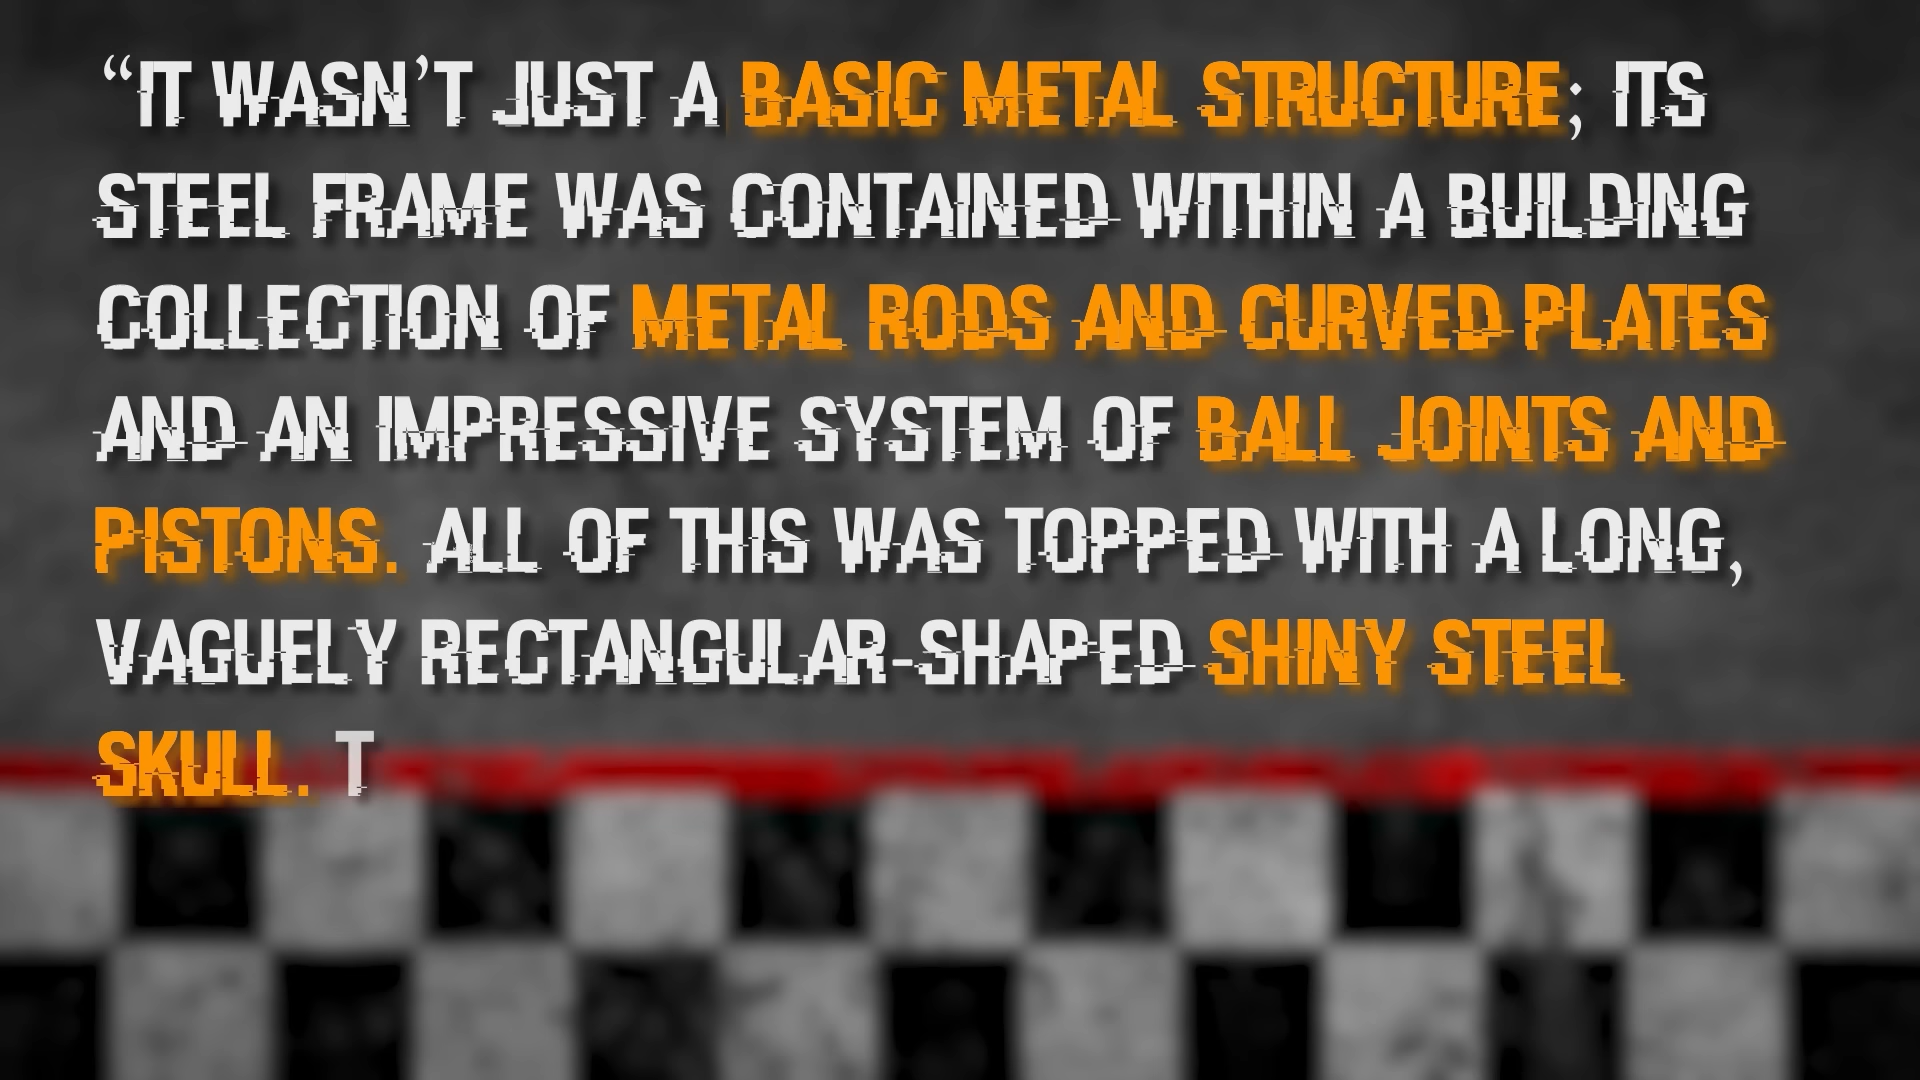 “IT WASN’T JUST A BASIC METAL STRUCTURE; ITS
STEEL FRAME WAS CONTAINED WITHIN A BUILDING
COLLECTION OF METAL RODS AND CURVED PLATES
AND AN IMPRESSIVE SYSTEM OF BALL JOINTS AND
PISTONS. ALL OF THIS WAS TOPPED WITH A LONG,
VAGUELY RECTANGULAR-SHAPED SHINY STEEL
SKULL. T